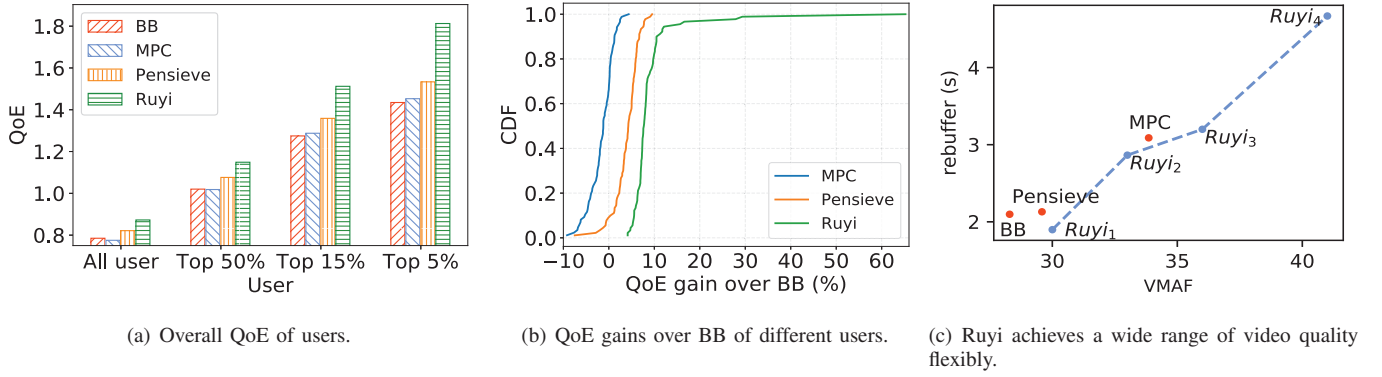 BB
MPC
Pensieve
Ruyi
QoE
1.8
1.6
1.4
1.2
1.0
0.8
All user Top 50% Top 15% Top 5%
User
(a) Overall QoE of users.
CDF
1.0
0.8
0.6
0.4
0.2
0.0
MPC
Pensieve
Ruyi
−10 0 10 20 30 40 50 60
QoE gain over BB (%)
(b) QoE gains over BB of different users.
rebuffer (s)
4
3
2
Ruyi4
MPC
Ruyi3
Ruyi2
Pensieve
BB
Ruyi1
30 35 40
VMAF
(c) Ruyi achieves a wide range of video quality
flexibly.